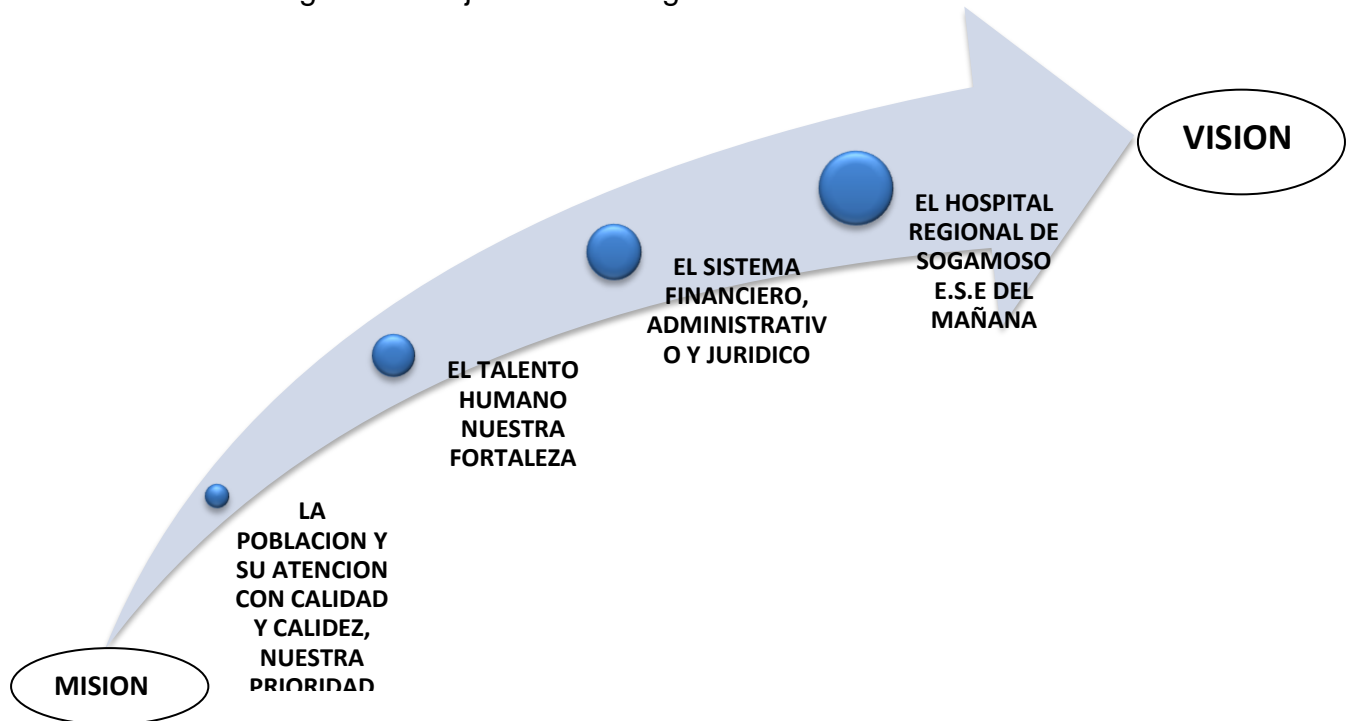 VISION
EL HOSPITAL
REGIONAL DE
SOGAMOSO
E.S.E DEL
MAÑANA
EL SISTEMA
FINANCIERO,
ADMINISTRATIV
O Y JURIDICO
EL TALENTO
HUMANO
NUESTRA
FORTALEZA
LA
POBLACION Y
SU ATENCION
CON CALIDAD
Y CALIDEZ,
NUESTRA
PRIORIDAD
MISION